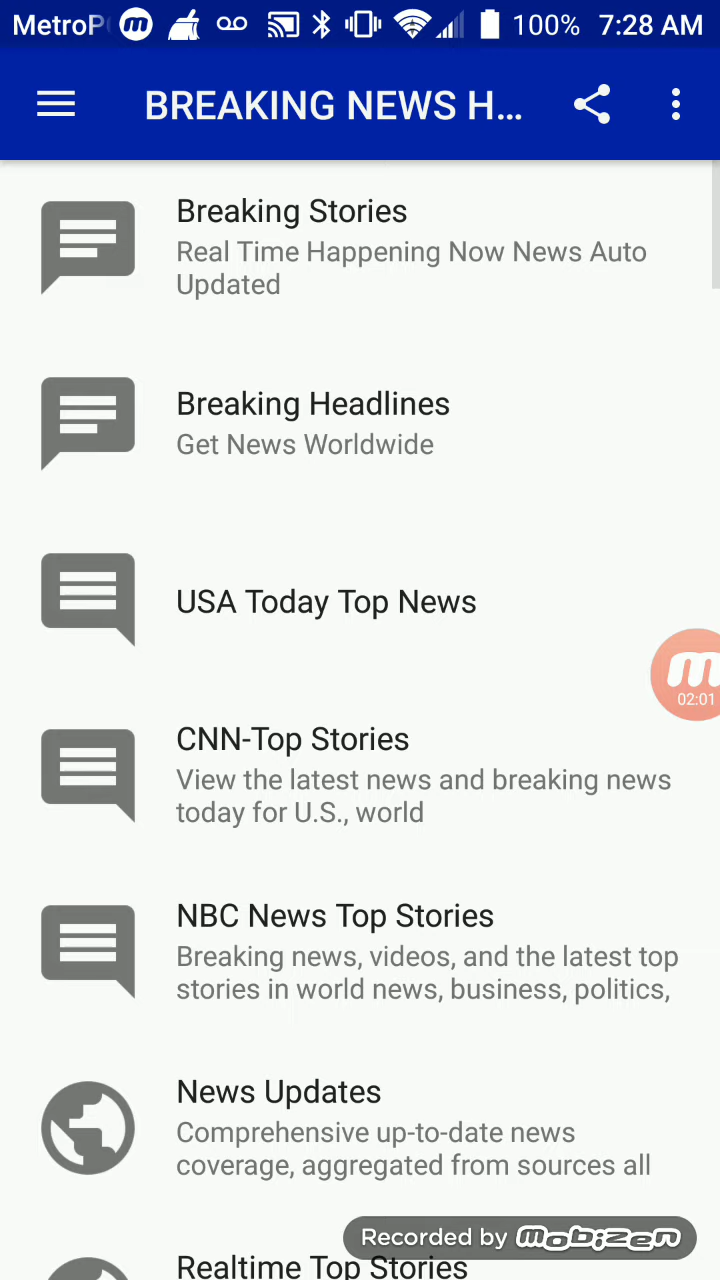 MetroP 100% 7:28 AM
BREAKING NEWS H...
Breaking Stories
Real Time Happening Now News Auto
Updated
Breaking Headlines
Get News Worldwide
USA Today Top News
02:01
CNN-Top Stories
View the latest news and breaking news
today for U.S., world
NBC News Top Stories
Breaking news, videos, and the latest top
stories in world news, business, politics,
News Updates
Comprehensive up-to-date news
coverage, aggregated from sources all
Recorded by mobizen
Realtime Top Stories